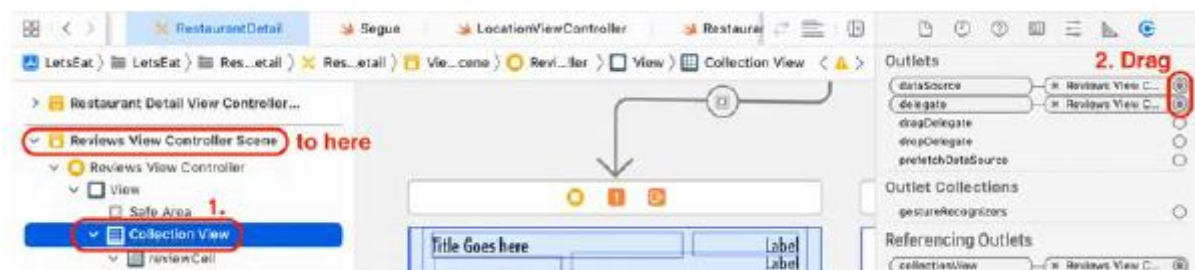 RestaurantDetail
Segue
LocationViewController
Restaurar
LetsEat
LetsEat
Res...etail
Res...etail
Vie...cene
Revi...ller
View
Collection View
Outlets
2. Drag
dataSource
Reviews View C...
delegate
Reviews View C...
dragDelegate
dropDelegate
prefetchDataSource
Outlet Collections
gestureRecognizers
Referencing Outlets
collectionView
Reviews View C...
Restaurant Detail View Controller...
Reviews View Controller Scene
to here
Reviews View Controller
View
Safe Area
1.
Collection View
reviewCell
1
Title Goes here
Label
Label